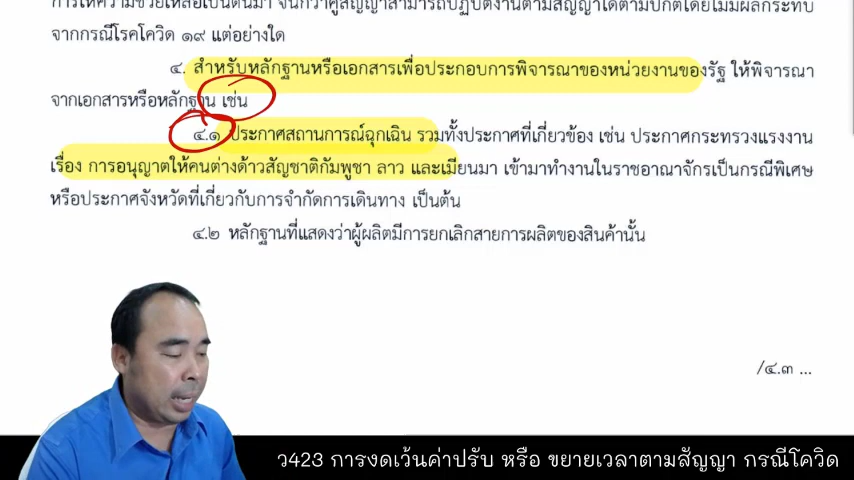 การให้ความช่วยเหลือเป็นต้นมา จนกว่าคู่สัญญาสามารถปฏิบัติงานตามสัญญาได้ตามปกติโดยไม่มีผลกระทบ
จากกรณีโรคโควิด ๑๙ แต่อย่างใด
๔. สำหรับหลักฐานหรือเอกสารเพื่อประกอบการพิจารณาของหน่วยงานของรัฐ ให้พิจารณา
จากเอกสารหรือหลักฐาน เช่น
๔.๑ ประกาศสถานการณ์ฉุกเฉิน รวมทั้งประกาศที่เกี่ยวข้อง เช่น ประกาศกระทรวงแรงงาน
เรื่อง การอนุญาตให้คนต่างด้าวสัญชาติกัมพูชา ลาว และเมียนมา เข้ามาทำงานในราชอาณาจักรเป็นกรณีพิเศษ
หรือประกาศจังหวัดที่เกี่ยวกับการจำกัดการเดินทาง เป็นต้น
๔.๒ หลักฐานที่แสดงว่าผู้ผลิตมีการยกเลิกสายการผลิตของสินค้านั้น
/๔.๓ ...
ว423 การงดเว้นค่าปรับ หรือ ขยายเวลาตามสัญญา กรณีโควิด